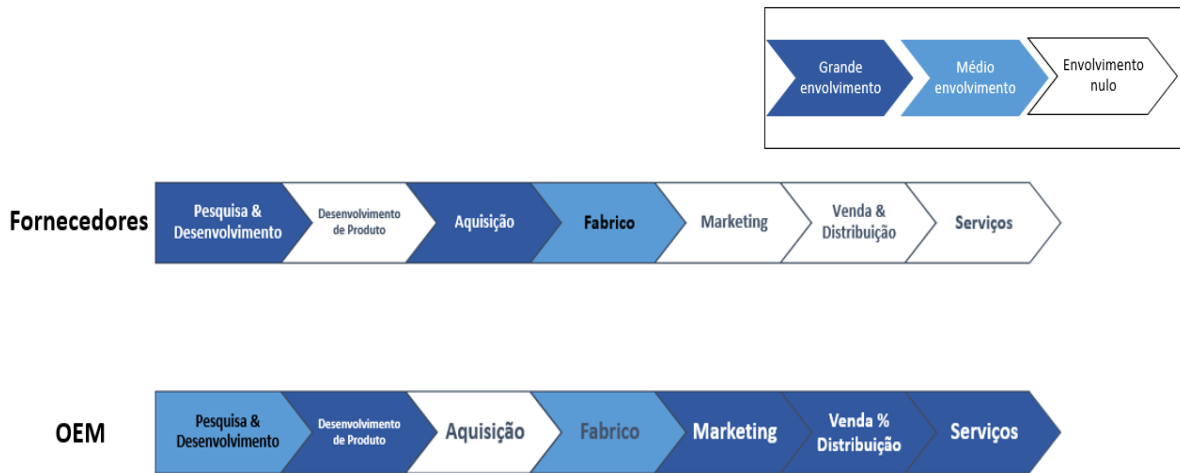 Grande
envolvimento
Médio
envolvimento
Envolvimento
nulo
Fornecedores
Pesquisa &
Desenvolvimento
Desenvolvimento
de Produto
Aquisição
Fabrico
Marketing
Venda &
Distribuição
Serviços
OEM
Pesquisa &
Desenvolvimento
Desenvolvimento
de Produto
Aquisição
Fabrico
Marketing
Venda %
Distribuição
Serviços